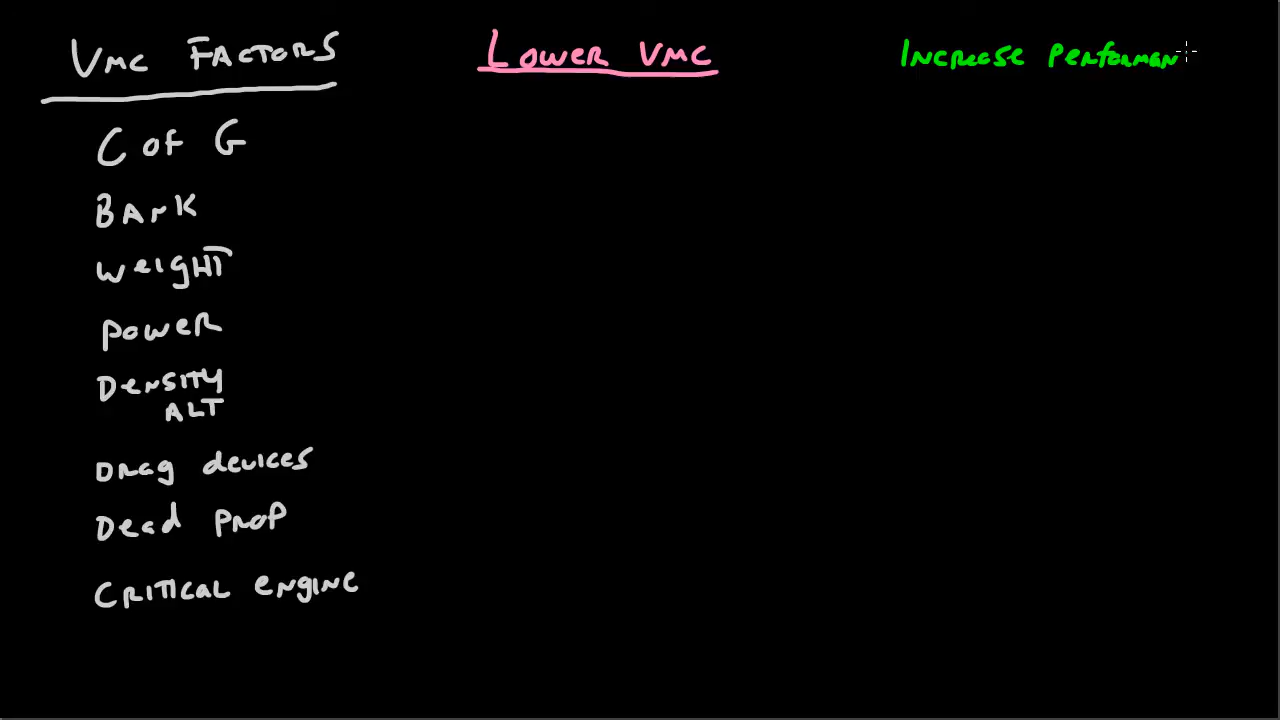 Vmc FACTORS
LOWER VMC
INCREASE PERFORMAN
C of G
BANK
WEIGHT
POWER
DENSITY
ALT
DRAG devices
Dead PROP
CRITICAL ENGINE